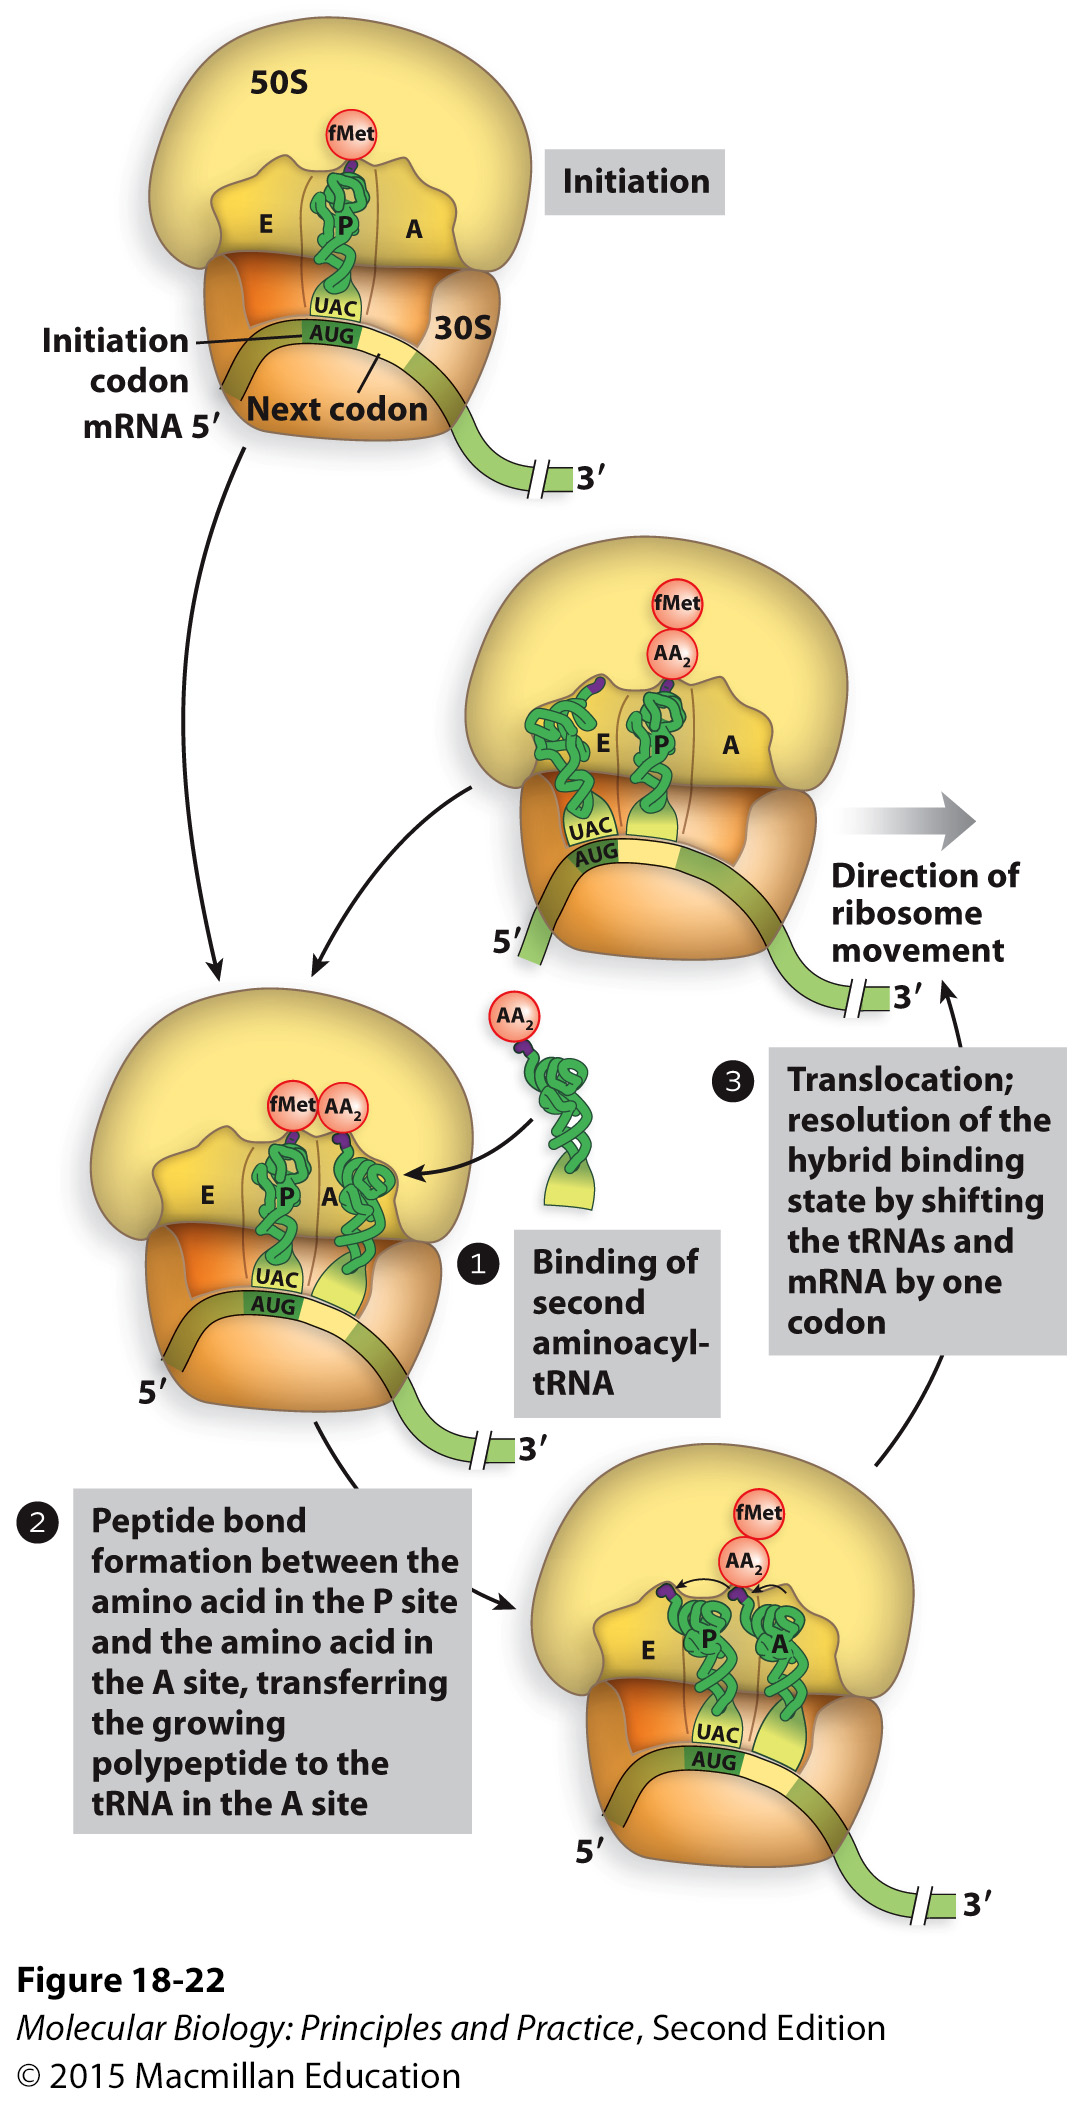 50S
fMet
Initiation
E
P
A
UAC
30S
AUG
Initiation
codon
Next codon
mRNA 5′
3′
fMet
AA2
E
P
A
UAC
AUG
Direction of
ribosome
movement
5′
3′
AA2
fMet
AA2
E
P
A
UAC
AUG
5′
3′
1
Binding of
second
aminoacyl-
tRNA
3
Translocation;
resolution of the
hybrid binding
state by shifting
the tRNAs and
mRNA by one
codon
2
Peptide bond
formation between the
amino acid in the P site
and the amino acid in
the A site, transferring
the growing
polypeptide to the
tRNA in the A site
fMet
AA2
E
P
A
UAC
AUG
5′
3′
Figure 18-22
Molecular Biology: Principles and Practice, Second Edition
© 2015 Macmillan Education